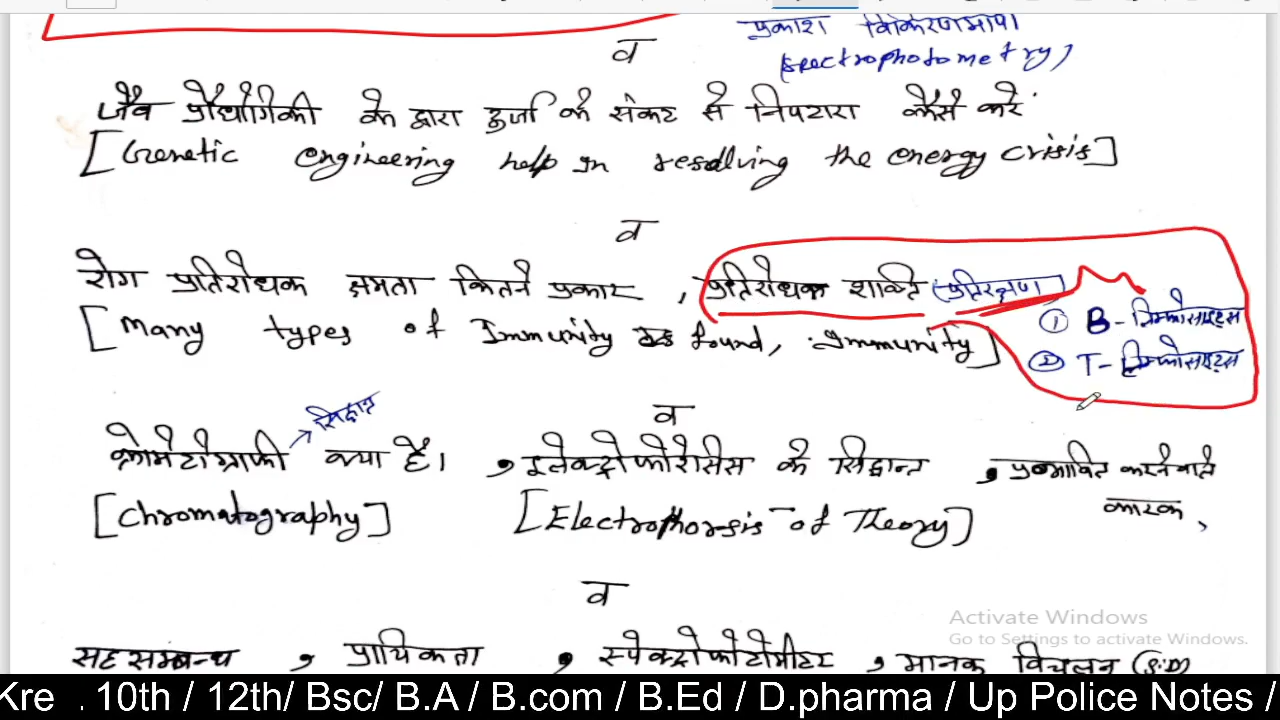 प्रकाश विकिरणमापी
(spectrophotometry)
व
जैव प्रौद्योगिकी के द्वारा ऊर्जा के संकट से निपटारा कैसे करें
[Genetic engineering help in resolving the energy crisis]
व
रोग प्रतिरोधक क्षमता कितने प्रकार , प्रतिरोधक शक्ति (प्रतिरक्षण)
① B-लिम्फोसाइट्स
[Many types of Immunity found, Immunity]
② T-लिम्फोसाइट्स
सिद्धान्त
व
क्रोमेटोग्राफी क्या है। , इलेक्ट्रोफोरेसिस के सिद्धान्त , प्रभावित करने वाले
कारक ,
[Chromatography] [Electrophorsis of Theory]
व
Activate Windows
Go to Settings to activate Windows.
सहसम्बन्ध , प्रायिकता , स्पेक्ट्रोफोटोमीटर , मानक विचलन (S.D)
Kre . 10th / 12th/ Bsc/ B.A / B.com / B.Ed / D.pharma / Up Police Notes /